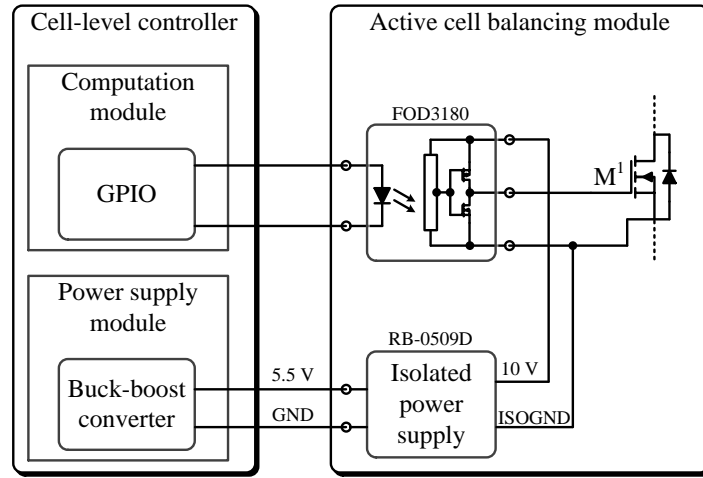 Cell-level controller
Active cell balancing module
Computation
module
GPIO
FOD3180
M¹
Power supply
module
Buck-boost
converter
5.5 V
GND
RB-0509D
Isolated
power
supply
10 V
ISOGND